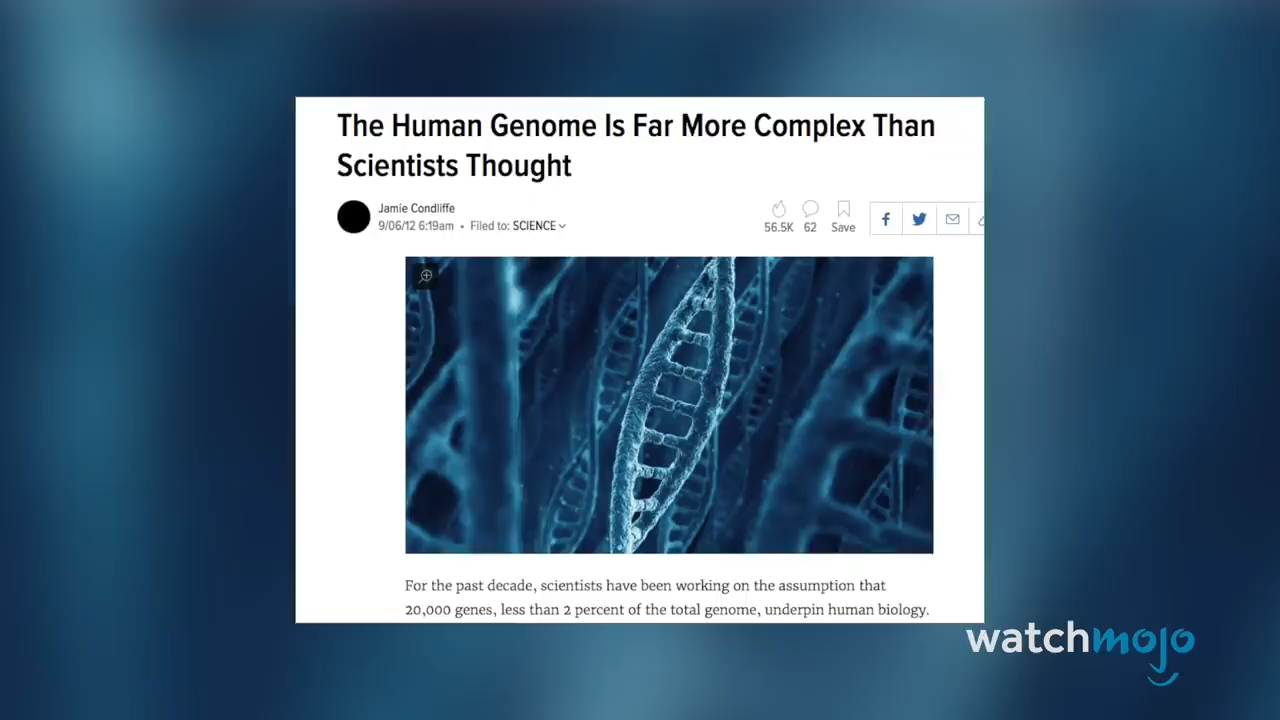 The Human Genome Is Far More Complex Than
Scientists Thought
Jamie Condliffe
9/06/12 6:19am • Filed to: SCIENCE
56.5K 62 Save
For the past decade, scientists have been working on the assumption that
20,000 genes, less than 2 percent of the total genome, underpin human biology.
watchmojo